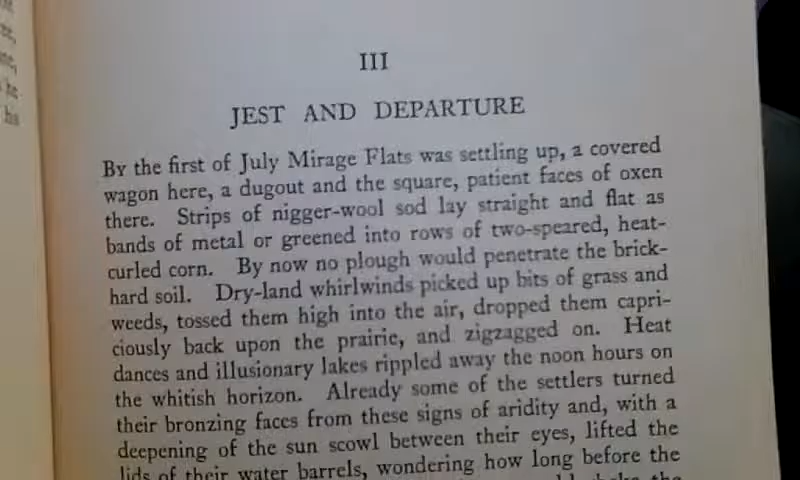 III
JEST AND DEPARTURE
By the first of July Mirage Flats was settling up, a covered
wagon here, a dugout and the square, patient faces of oxen
there. Strips of nigger-wool sod lay straight and flat as
bands of metal or greened into rows of two-speared, heat-
curled corn. By now no plough would penetrate the brick-
hard soil. Dry-land whirlwinds picked up bits of grass and
weeds, tossed them high into the air, dropped them capri-
ciously back upon the prairie, and zigzagged on. Heat
dances and illusionary lakes rippled away the noon hours on
the whitish horizon. Already some of the settlers turned
their bronzing faces from these signs of aridity and, with a
deepening of the sun scowl between their eyes, lifted the
lids of their water barrels, wondering how long before the
his